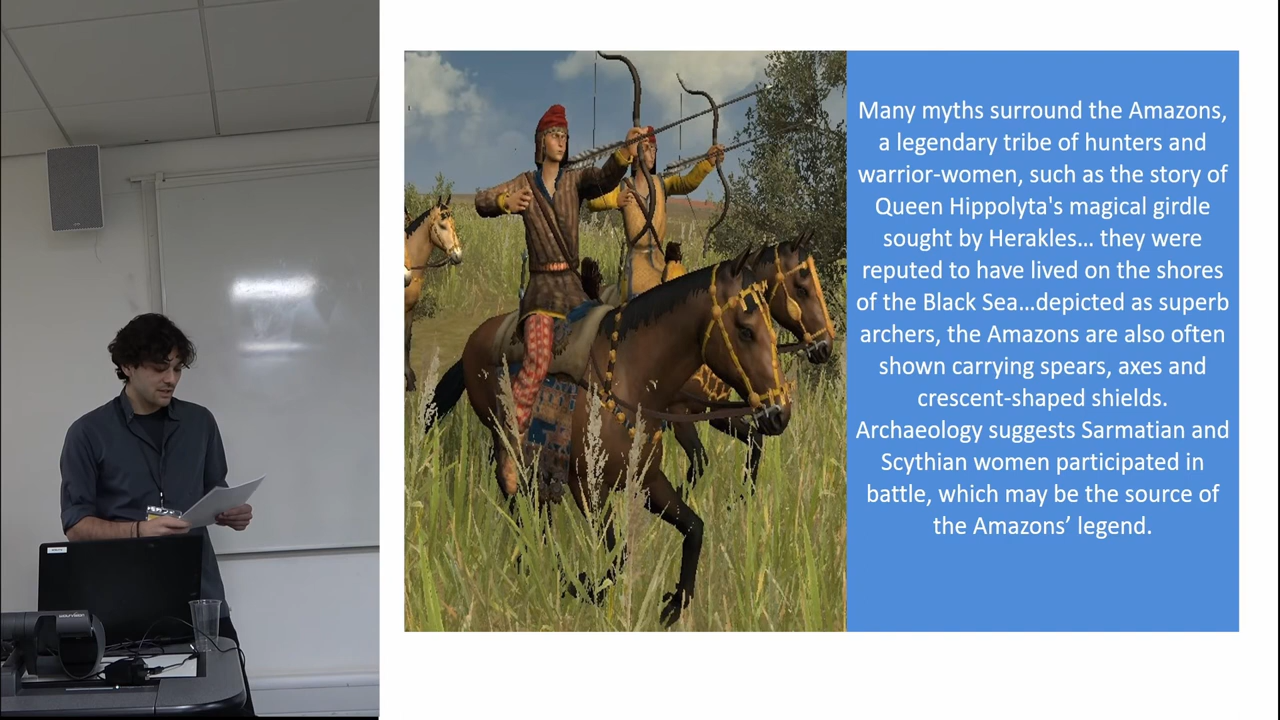 Many myths surround the Amazons,
a legendary tribe of hunters and
warrior-women, such as the story of
Queen Hippolyta's magical girdle
sought by Herakles... they were
reputed to have lived on the shores
of the Black Sea...depicted as superb
archers, the Amazons are also often
shown carrying spears, axes and
crescent-shaped shields.
Archaeology suggests Sarmatian and
Scythian women participated in
battle, which may be the source of
the Amazons’ legend.